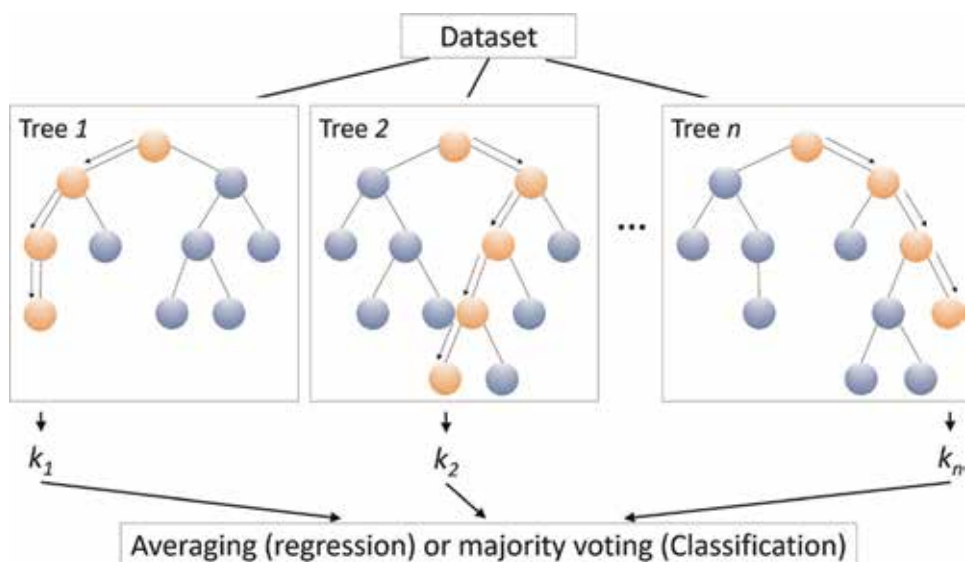 Dataset
Tree 1
Tree 2
Tree n
...
k1
k2
kn
Averaging (regression) or majority voting (Classification)